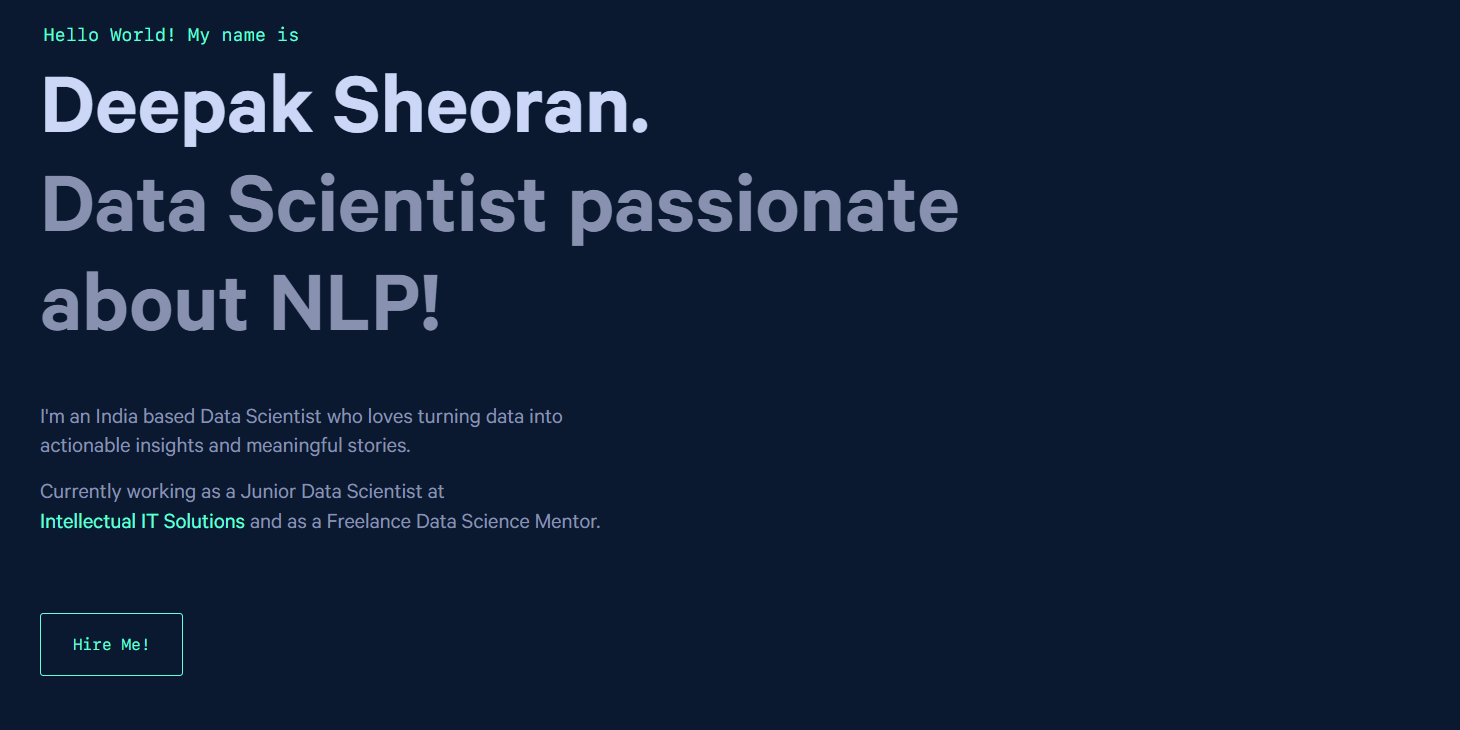 Hello World! My name is
Deepak Sheoran.
Data Scientist passionate
about NLP!
I'm an India based Data Scientist who loves turning data into
actionable insights and meaningful stories.
Currently working as a Junior Data Scientist at
Intellectual IT Solutions and as a Freelance Data Science Mentor.
Hire Me!